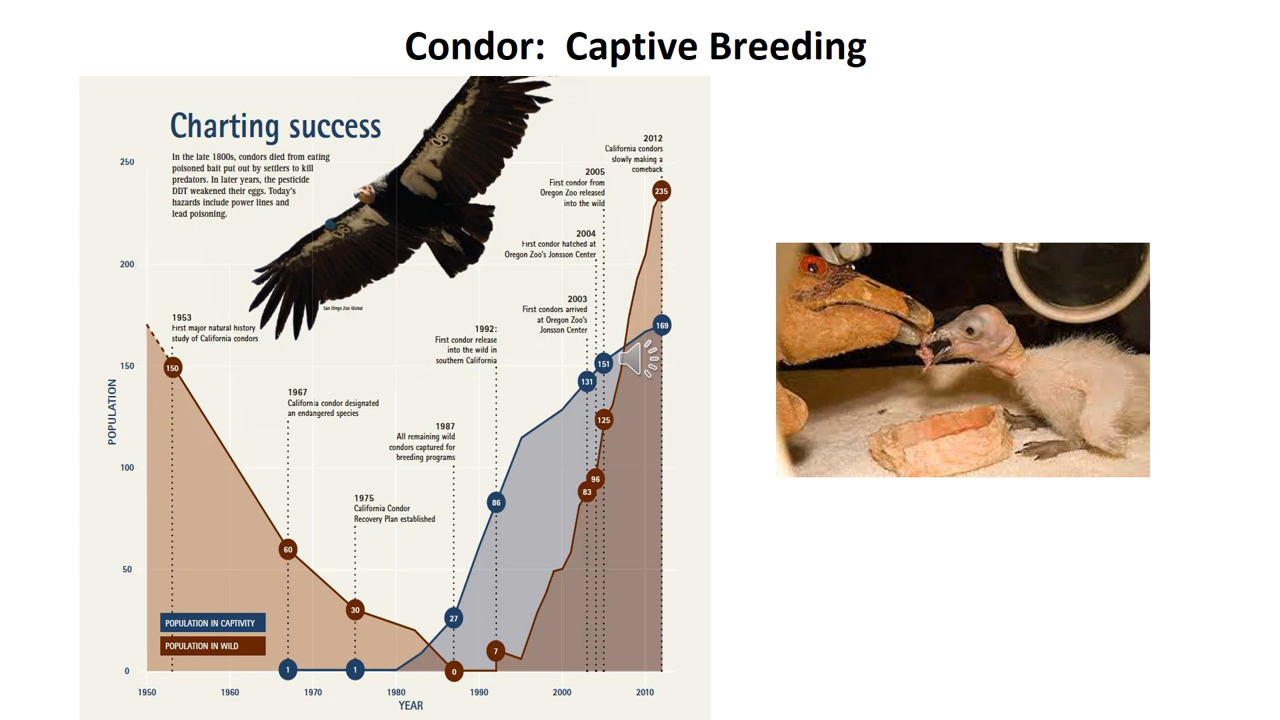 Condor:  Captive Breeding
Charting success
In the late 1800s, condors died from eating
poisoned bait put out by settlers to kill
predators. In later years, the pesticide
DDT weakened their eggs. Today's
hazards include power lines and
lead poisoning.
San Diego Zoo Global
2012
California condors
slowly making a
comeback
235
2005
First condor from
Oregon Zoo released
into the wild
2004
First condor hatched at
Oregon Zoo's Jonsson Center
2003
First condors arrived
at Oregon Zoo's
Jonsson Center
1992:
First condor release
into the wild in
southern California
1953
First major natural history
study of California condors
1967
California condor designated
an endangered species
1987
All remaining wild
condors captured for
breeding programs
1975
California Condor
Recovery Plan established
250
200
150
100
50
0
POPULATION
150
60
30
0
7
83
96
125
1
1
27
86
131
151
169
POPULATION IN CAPTIVITY
POPULATION IN WILD
1950
1960
1970
1980
1990
2000
2010
YEAR